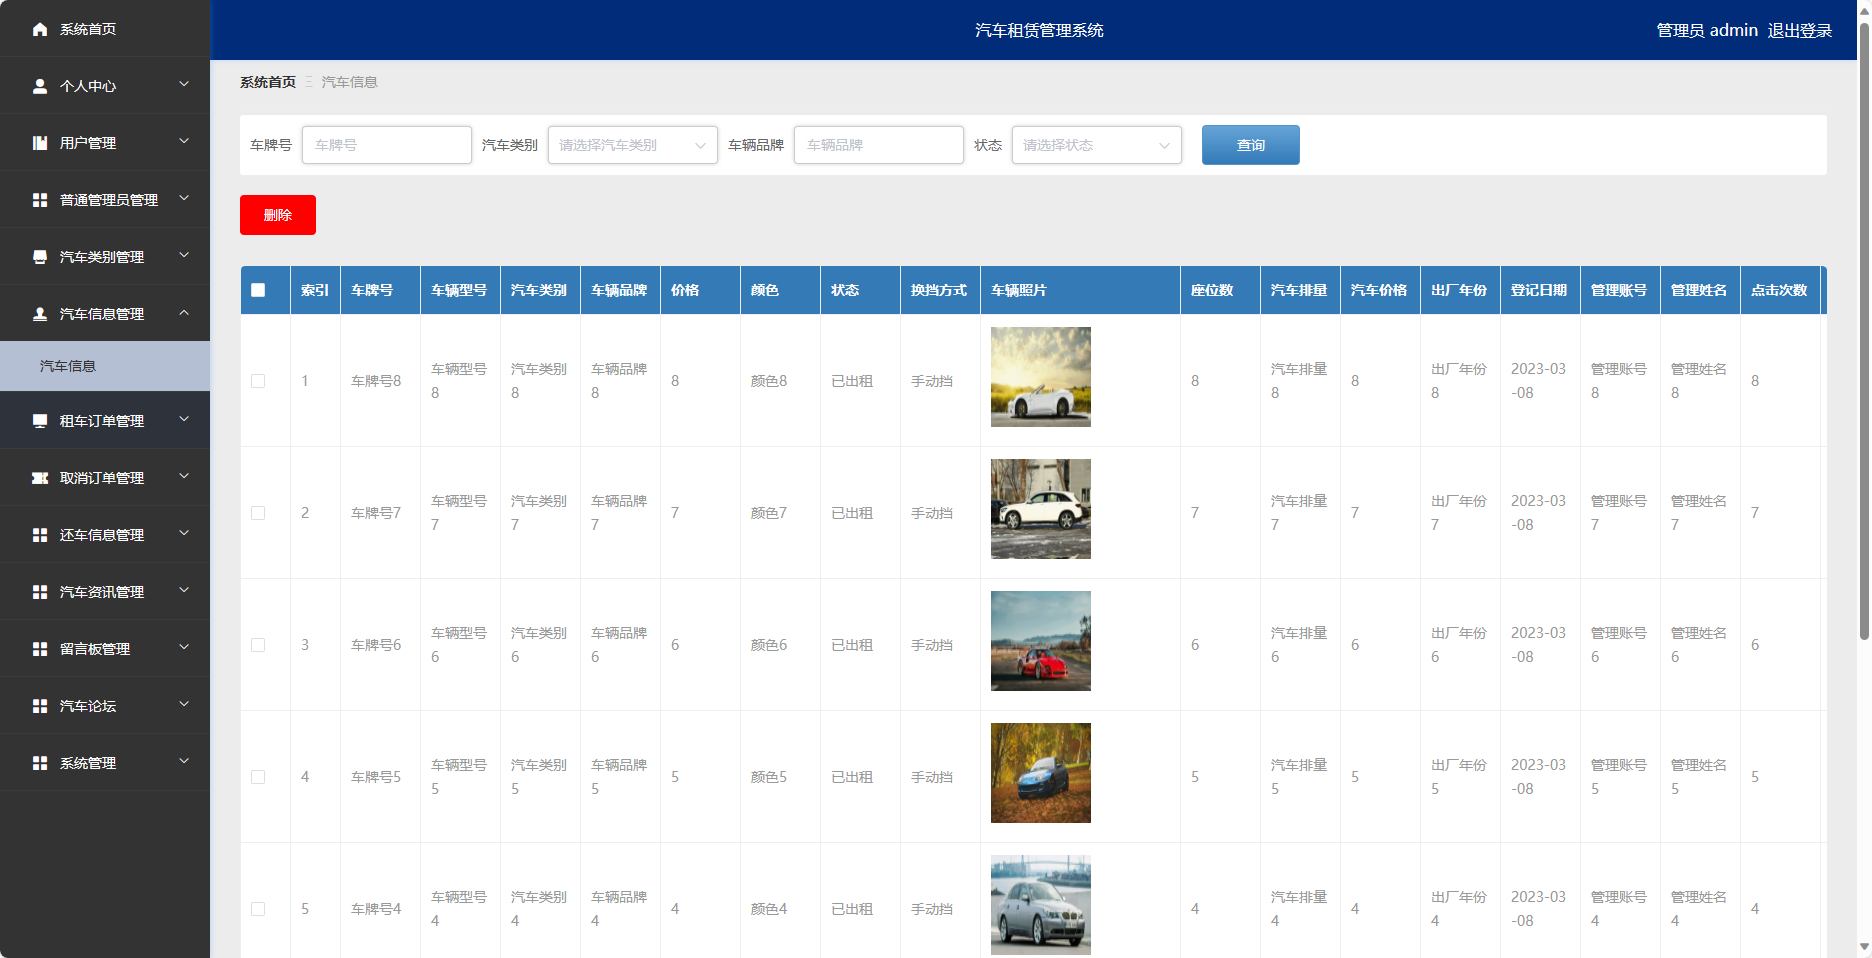 系统首页
个人中心
用户管理
普通管理员管理
汽车类别管理
汽车信息管理
汽车信息
租车订单管理
取消订单管理
还车信息管理
汽车资讯管理
留言板管理
汽车论坛
系统管理
汽车租赁管理系统
管理员 admin 退出登录
系统首页 汽车信息
车牌号 车牌号 汽车类别 请选择汽车类别 车辆品牌 车辆品牌 状态 请选择状态 查询
删除
索引 车牌号 车辆型号 汽车类别 车辆品牌 价格 颜色 状态 换挡方式 车辆照片 座位数 汽车排量 汽车价格 出厂年份 登记日期 管理账号 管理姓名 点击次数
1 车牌号8 车辆型号8 汽车类别8 车辆品牌8 8 颜色8 已出租 手动挡 8 汽车排量8 8 出厂年份8 2023-03-08 管理账号8 管理姓名8 8
2 车牌号7 车辆型号7 汽车类别7 车辆品牌7 7 颜色7 已出租 手动挡 7 汽车排量7 7 出厂年份7 2023-03-08 管理账号7 管理姓名7 7
3 车牌号6 车辆型号6 汽车类别6 车辆品牌6 6 颜色6 已出租 手动挡 6 汽车排量6 6 出厂年份6 2023-03-08 管理账号6 管理姓名6 6
4 车牌号5 车辆型号5 汽车类别5 车辆品牌5 5 颜色5 已出租 手动挡 5 汽车排量5 5 出厂年份5 2023-03-08 管理账号5 管理姓名5 5
5 车牌号4 车辆型号4 汽车类别4 车辆品牌4 4 颜色4 已出租 手动挡 4 汽车排量4 4 出厂年份4 2023-03-08 管理账号4 管理姓名4 4